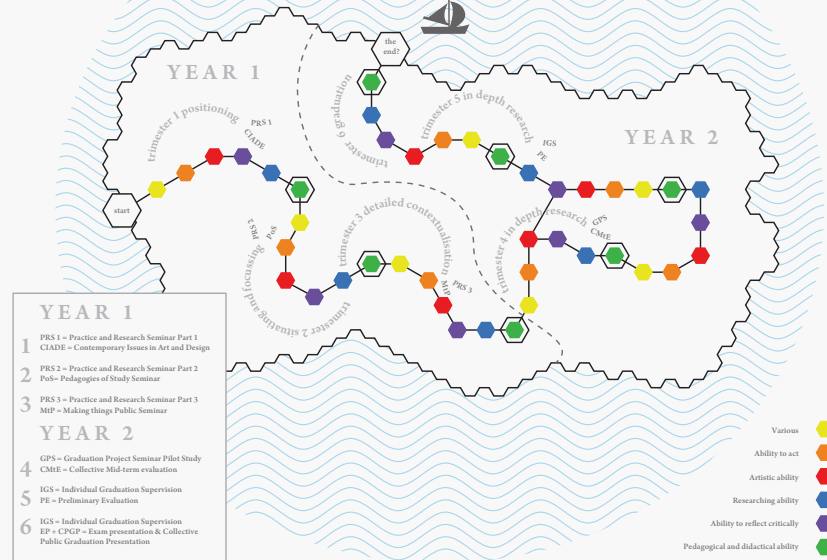 the
end?
YEAR 1
trimester 1 positioning
PRS 1
CIADE
start
trimester 6 graduation
trimester 5 in depth research
IGS
PE
YEAR 2
PRS 2
PoS
trimester 2 situating and focusing
trimester 3 detailed contextualisation
MtP
PRS 3
trimester 4 in depth research
GPS
CMtE
YEAR 1
1
PRS 1 = Practice and Research Seminar Part 1
CIADE = Contemporary Issues in Art and Design
2
PRS 2 = Practice and Research Seminar Part 2
PoS= Pedagogies of Study Seminar
3
PRS 3 = Practice and Research Seminar Part 3
MtP = Making things Public Seminar
YEAR 2
4
GPS = Graduation Project Seminar Pilot Study
CMtE = Collective Mid-term evaluation
5
IGS = Individual Graduation Supervision
PE = Preliminary Evaluation
6
IGS = Individual Graduation Supervision
EP + CPGP = Exam presentation & Collective
Public Graduation Presentation
Various
Ability to act
Artistic ability
Researching ability
Ability to reflect critically
Pedagogical and didactical ability